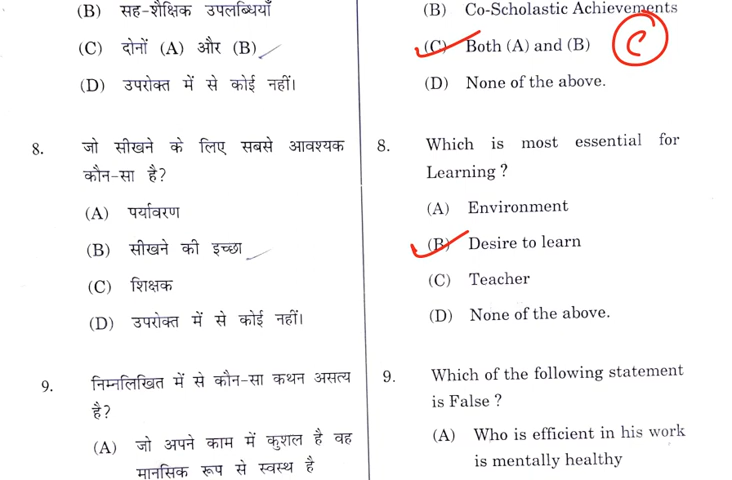 (B) सह-शैक्षिक उपलब्धियाँ
(C) दोनों (A) और (B)
(D) उपरोक्त में से कोई नहीं।
8. जो सीखने के लिए सबसे आवश्यक
कौन-सा है?
(A) पर्यावरण
(B) सीखने की इच्छा
(C) शिक्षक
(D) उपरोक्त में से कोई नहीं।
9. निम्नलिखित में से कौन-सा कथन असत्य
है?
(A) जो अपने काम में कुशल है वह
मानसिक रूप से स्वस्थ है
(B) Co-Scholastic Achievements
(C) Both (A) and (B) C
(D) None of the above.
8. Which is most essential for
Learning ?
(A) Environment
(B) Desire to learn
(C) Teacher
(D) None of the above.
9. Which of the following statement
is False ?
(A) Who is efficient in his work
is mentally healthy